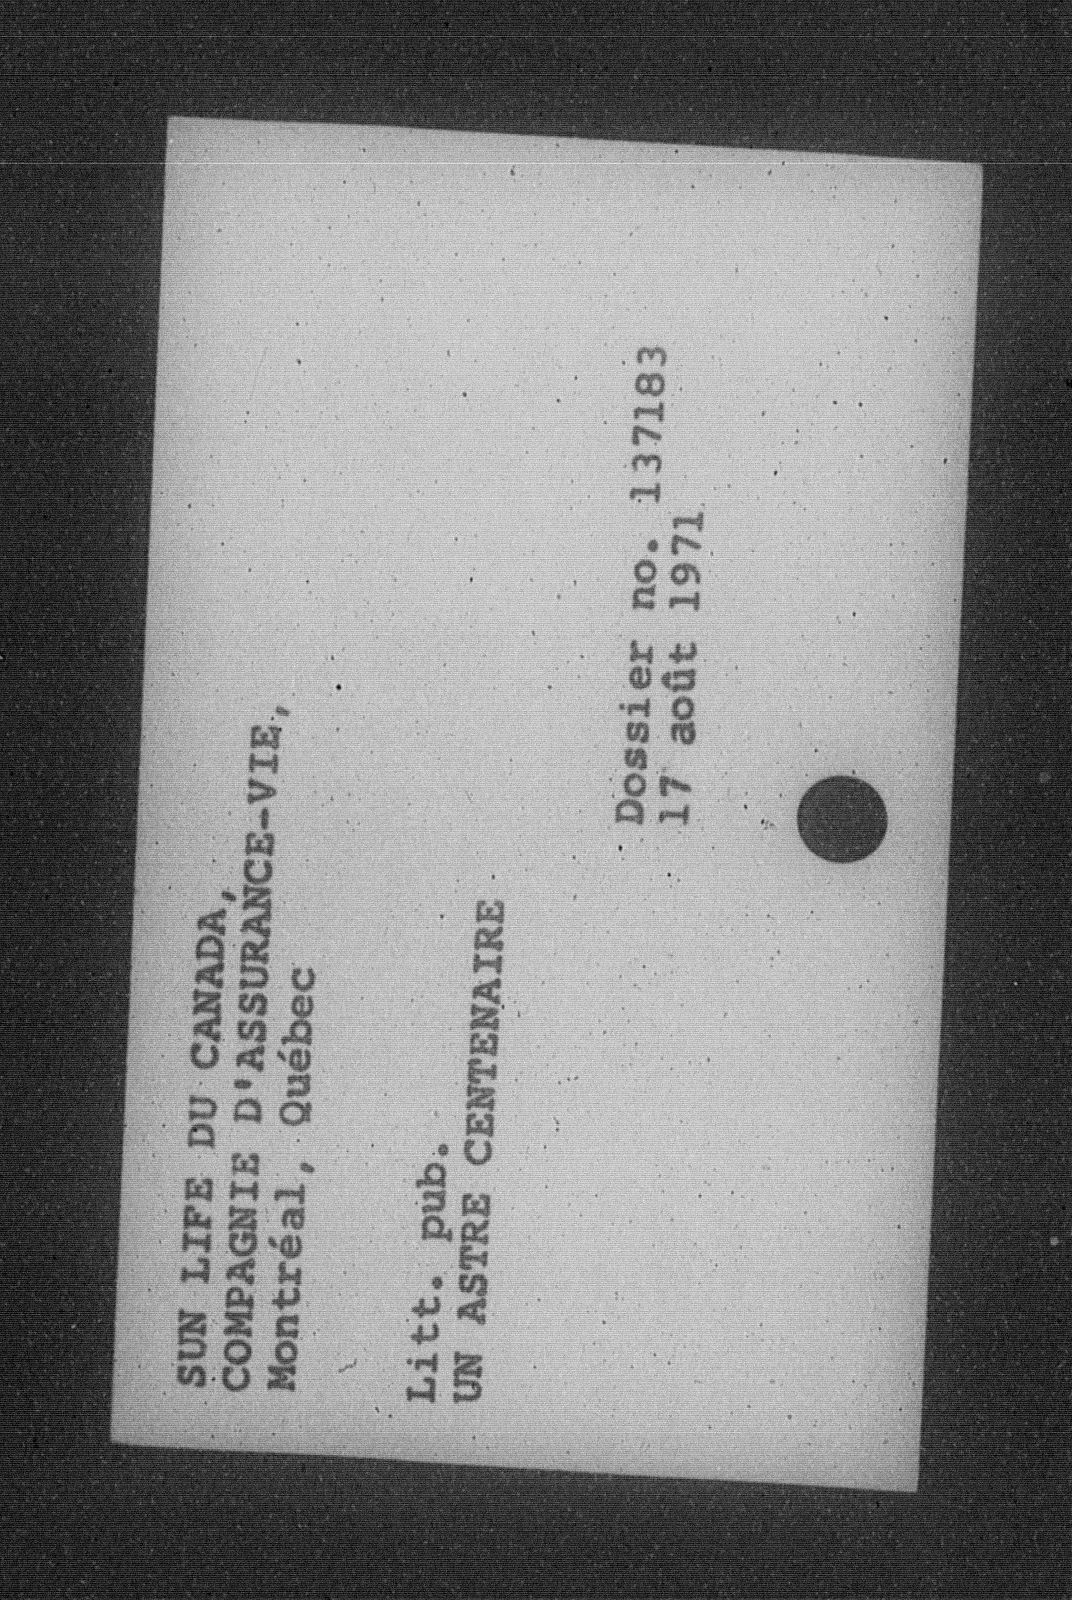 SUN LIFE DU CANADA,
COMPAGNIE D'ASSURANCE-VIE,
Montréal, Québec
Litt. pub.
UN ASTRE CENTENAIRE
Dossier no. 137183
17 août 1971